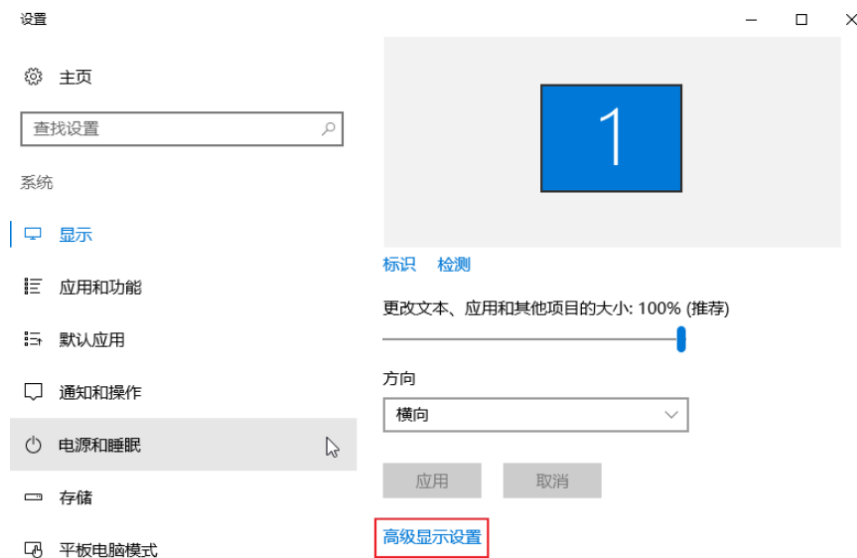 设置
主页
查找设置
系统
显示
应用和功能
默认应用
通知和操作
电源和睡眠
存储
平板电脑模式
1
标识 检测
更改文本、应用和其他项目的大小: 100% (推荐)
方向
横向
应用 取消
高级显示设置